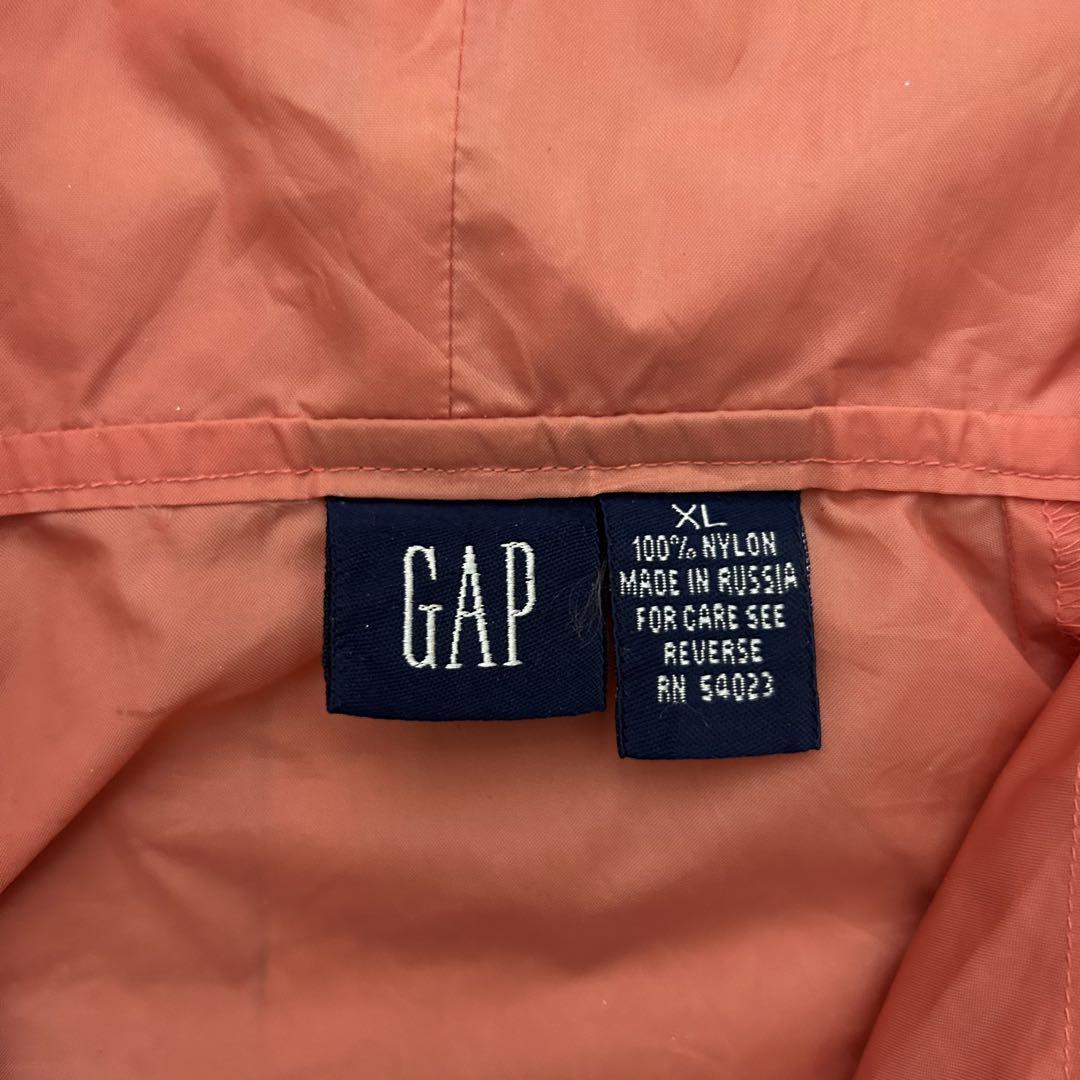 GAP
XL
100% NYLON
MADE IN RUSSIA
FOR CARE SEE
REVERSE
RN 54023